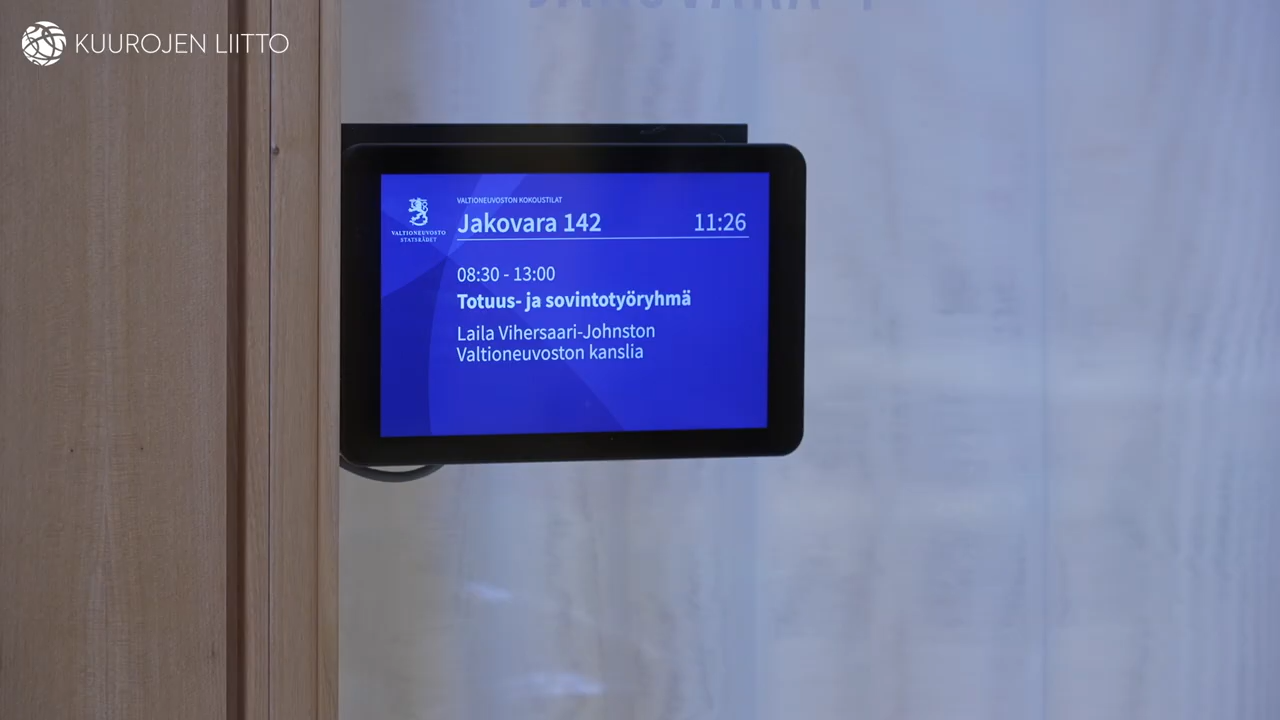 KUUROJEN LIITTO
VALTIONEUVOSTON KOKOUSTILAT
VALTIONEUVOSTO
STATSRÅDET
Jakovara 142
11:26
08:30 - 13:00
Totuus- ja sovintotyöryhmä
Laila Vihersaari-Johnston
Valtioneuvoston kanslia